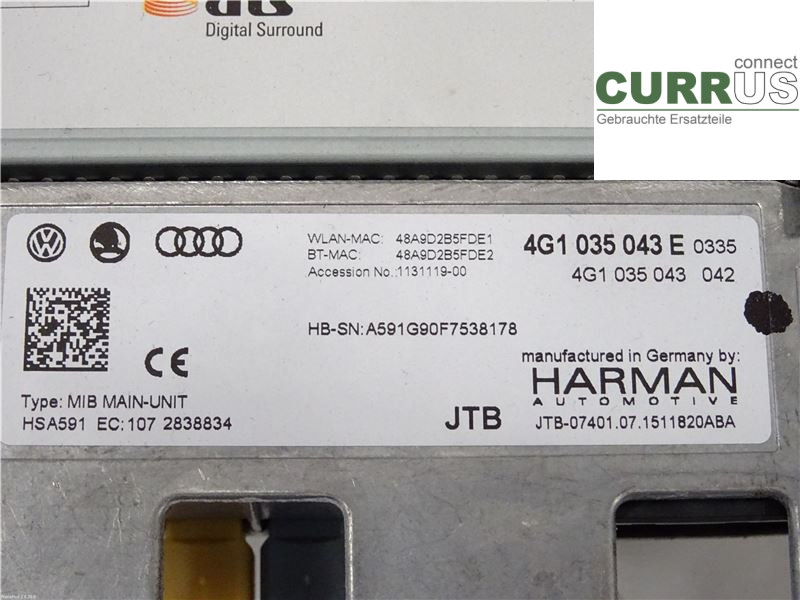 dts
Digital Surround
connect
CURRUS
Gebrauchte Ersatzteile
WLAN-MAC: 48A9D2B5FDE1
BT-MAC: 48A9D2B5FDE2
Accession No.:1131119-00
4G1 035 043 E 0335
4G1 035 043 042
HB-SN:A591G90F7538178
CE
manufactured in Germany by:
HARMAN
AUTOMOTIVE
Type: MIB MAIN-UNIT
HSA591 EC:107 2838834
JTB
JTB-07401.07.1511820ABA